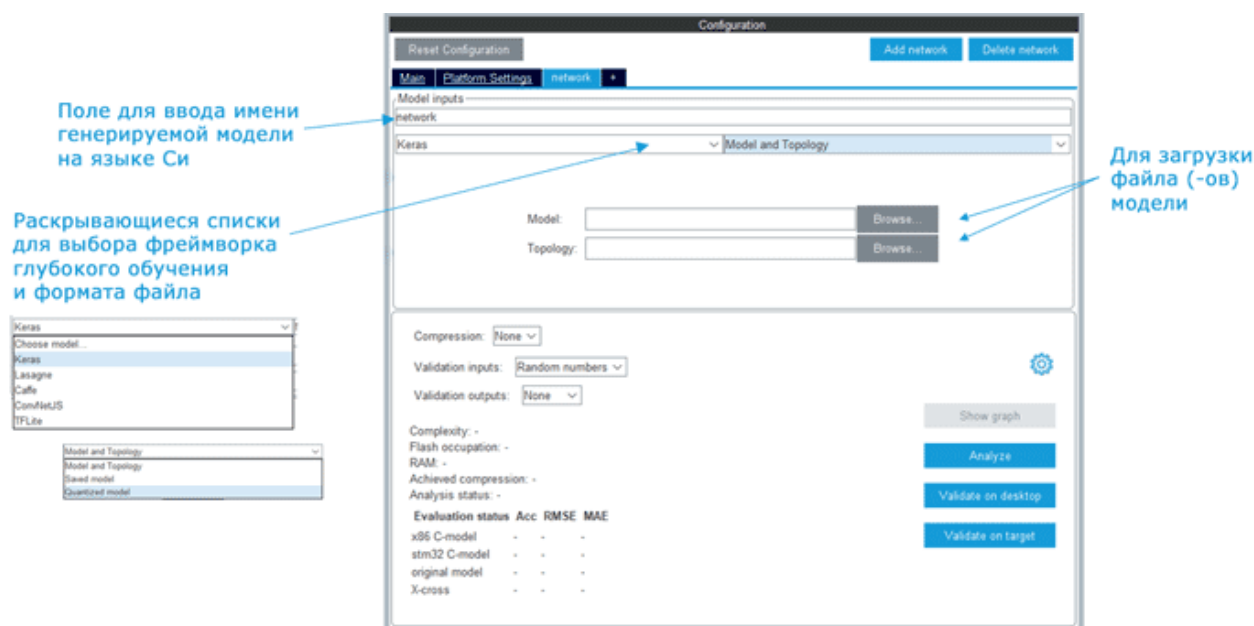 Configuration
Reset Configuration
Add network
Delete network
Main
Platform Settings
network
+
Model inputs
network
Keras
Model and Topology
Model:
Browse...
Topology:
Browse...
Поле для ввода имени
генерируемой модели
на языке Си
Раскрывающиеся списки
для выбора фреймворка
глубокого обучения
и формата файла
Для загрузки
файла (-ов)
модели
Keras
Choose model...
Keras
Lasagne
Caffe
ConvNetJS
TFLite
Model and Topology
Model and Topology
Saved model
Quantized model
Compression: None
Validation inputs: Random numbers
Validation outputs: None
Complexity: -
Flash occupation: -
RAM: -
Achieved compression: -
Analysis status: -
Evaluation status Acc RMSE MAE
x86 C-model - - -
stm32 C-model - - -
original model - - -
X-cross - - -
Show graph
Analyze
Validate on desktop
Validate on target